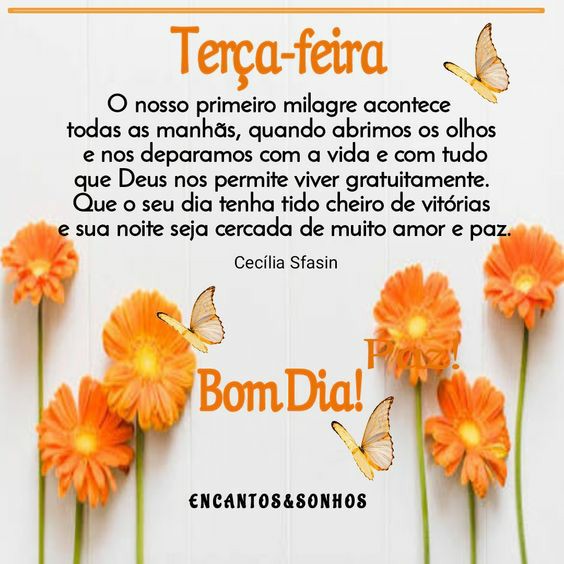 Terça-feira
O nosso primeiro milagre acontece
todas as manhãs, quando abrimos os olhos
e nos deparamos com a vida e com tudo
que Deus nos permite viver gratuitamente.
Que o seu dia tenha tido cheiro de vitórias
e sua noite seja cercada de muito amor e paz.
Cecília Sfasin
Paz!
Bom Dia!
ENCANTOS&SONHOS